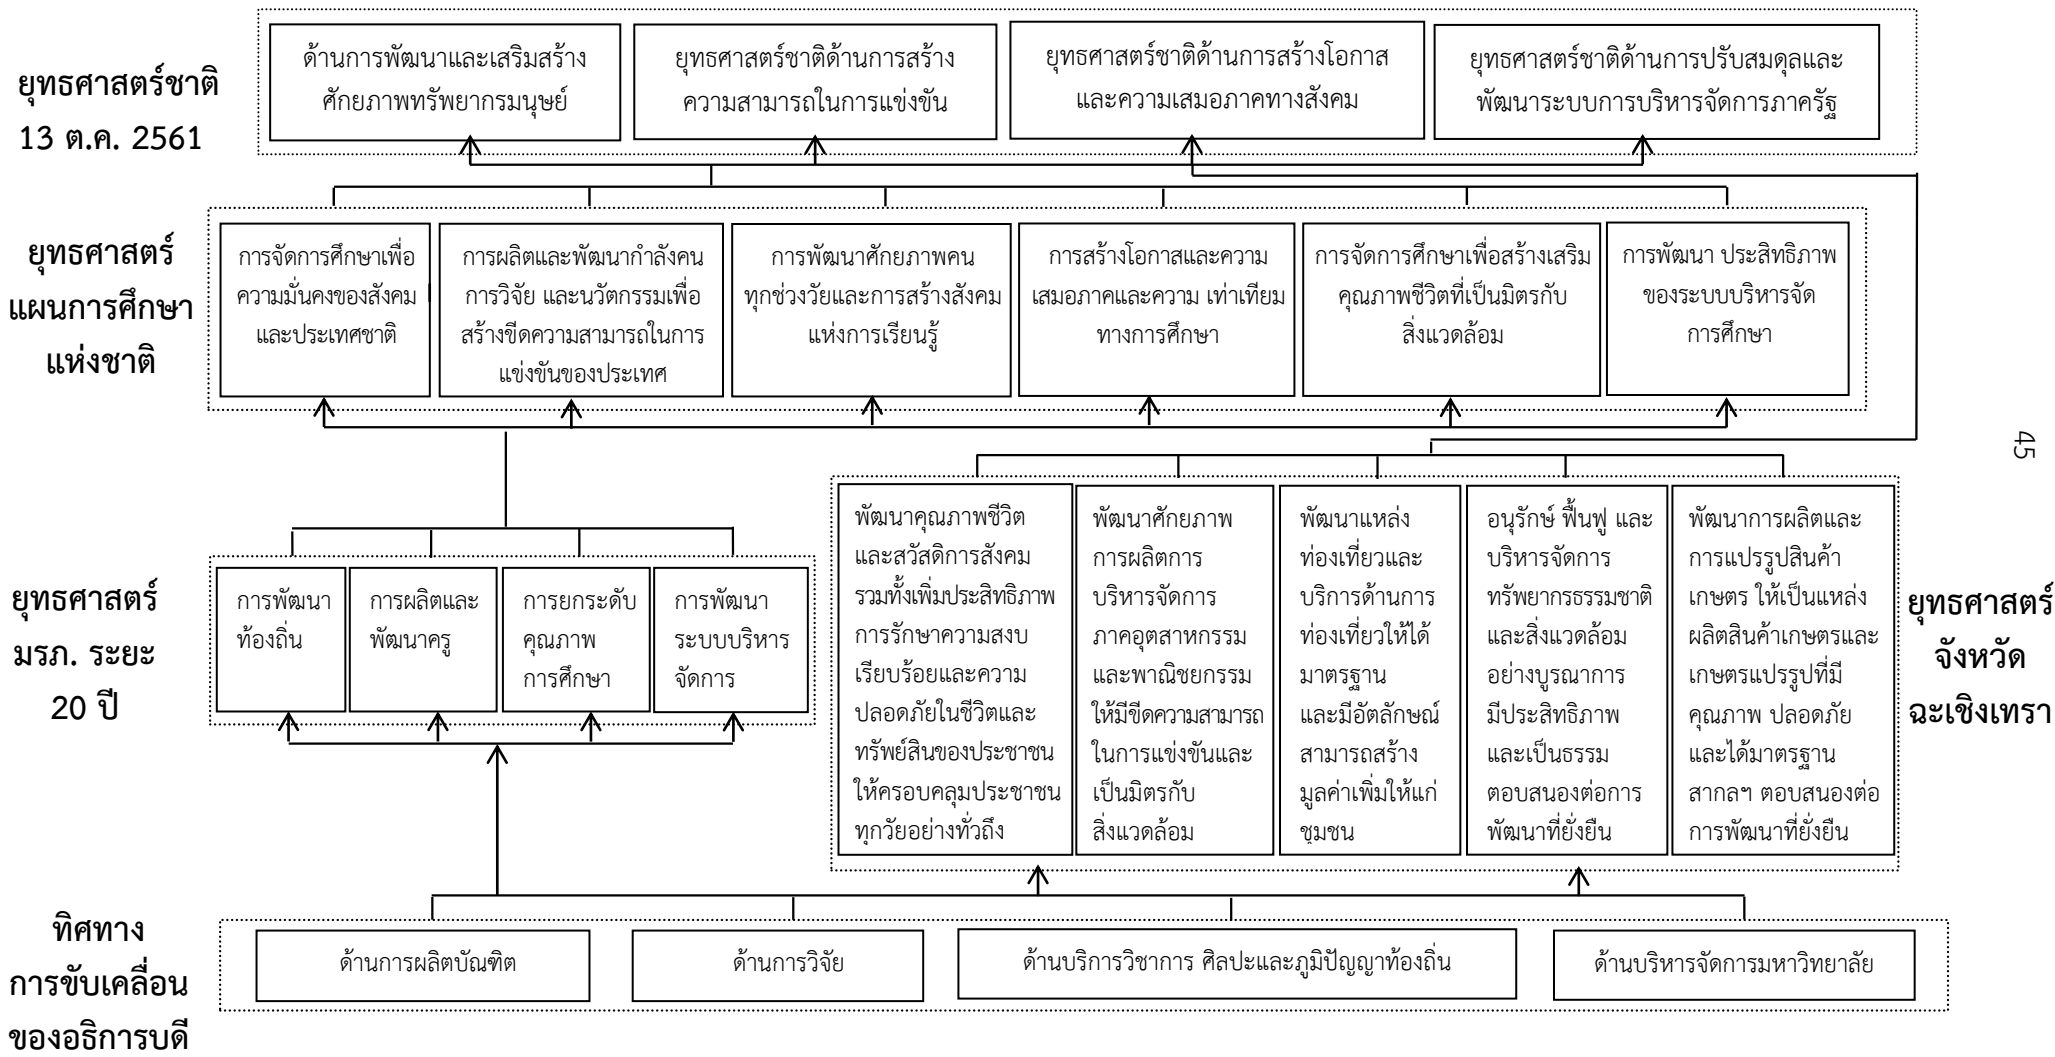 ยุทธศาสตร์ชาติ
13 ต.ค. 2561
ด้านการพัฒนาและเสริมสร้าง
ศักยภาพทรัพยากรมนุษย์
ยุทธศาสตร์ชาติด้านการสร้าง
ความสามารถในการแข่งขัน
ยุทธศาสตร์ชาติด้านการสร้างโอกาส
และความเสมอภาคทางสังคม
ยุทธศาสตร์ชาติด้านการปรับสมดุลและ
พัฒนาระบบการบริหารจัดการภาครัฐ
ยุทธศาสตร์
แผนการศึกษา
แห่งชาติ
การจัดการศึกษาเพื่อ
ความมั่นคงของสังคม
และประเทศชาติ
การผลิตและพัฒนากำลังคน
การวิจัย และนวัตกรรมเพื่อ
สร้างขีดความสามารถในการ
แข่งขันของประเทศ
การพัฒนาศักยภาพคน
ทุกช่วงวัยและการสร้างสังคม
แห่งการเรียนรู้
การสร้างโอกาสและความ
เสมอภาคและความ เท่าเทียม
ทางการศึกษา
การจัดการศึกษาเพื่อสร้างเสริม
คุณภาพชีวิตที่เป็นมิตรกับ
สิ่งแวดล้อม
การพัฒนา ประสิทธิภาพ
ของระบบบริหารจัด
การศึกษา
45
ยุทธศาสตร์
มรภ. ระยะ
20 ปี
การพัฒนา
ท้องถิ่น
การผลิตและ
พัฒนาครู
การยกระดับ
คุณภาพ
การศึกษา
การพัฒนา
ระบบบริหาร
จัดการ
พัฒนาคุณภาพชีวิต
และสวัสดิการสังคม
รวมทั้งเพิ่มประสิทธิภาพ
การรักษาความสงบ
เรียบร้อยและความ
ปลอดภัยในชีวิตและ
ทรัพย์สินของประชาชน
ให้ครอบคลุมประชาชน
ทุกวัยอย่างทั่วถึง
พัฒนาศักยภาพ
การผลิตการ
บริหารจัดการ
ภาคอุตสาหกรรม
และพาณิชยกรรม
ให้มีขีดความสามารถ
ในการแข่งขันและ
เป็นมิตรกับ
สิ่งแวดล้อม
พัฒนาแหล่ง
ท่องเที่ยวและ
บริการด้านการ
ท่องเที่ยวให้ได้
มาตรฐาน
และมีอัตลักษณ์
สามารถสร้าง
มูลค่าเพิ่มให้แก่
ชุมชน
อนุรักษ์ ฟื้นฟู และ
บริหารจัดการ
ทรัพยากรธรรมชาติ
และสิ่งแวดล้อม
อย่างบูรณาการ
มีประสิทธิภาพ
และเป็นธรรม
ตอบสนองต่อการ
พัฒนาที่ยั่งยืน
พัฒนาการผลิตและ
การแปรรูปสินค้า
เกษตร ให้เป็นแหล่ง
ผลิตสินค้าเกษตรและ
เกษตรแปรรูปที่มี
คุณภาพ ปลอดภัย
และได้มาตรฐาน
สากลฯ ตอบสนองต่อ
การพัฒนาที่ยั่งยืน
ยุทธศาสตร์
จังหวัด
ฉะเชิงเทรา
ทิศทาง
การขับเคลื่อน
ของอธิการบดี
ด้านการผลิตบัณฑิต
ด้านการวิจัย
ด้านบริการวิชาการ ศิลปะและภูมิปัญญาท้องถิ่น
ด้านบริหารจัดการมหาวิทยาลัย